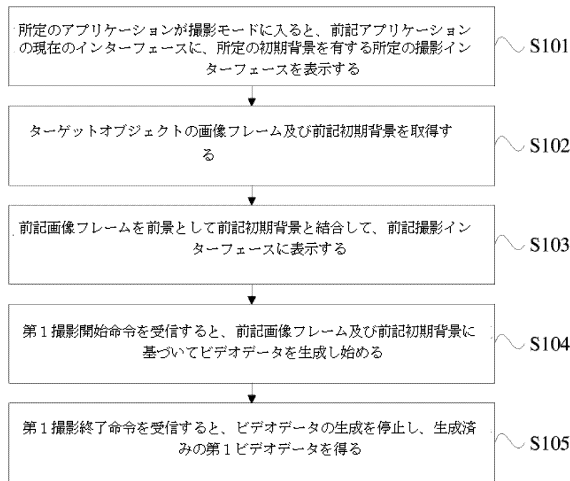 所定のアプリケーションが撮影モードに入ると、前記アプリケーション
の現在のインターフェースに、所定の初期背景を有する所定の撮影イン
ターフェースを表示する
S101
ターゲットオブジェクトの画像フレーム及び前記初期背景を取得す
る
S102
前記画像フレームを前景として前記初期背景と結合して、前記撮影イン
ターフェースに表示する
S103
第1撮影開始命令を受信すると、前記画像フレーム及び前記初期背景に
基づいてビデオデータを生成し始める
S104
第1撮影終了命令を受信すると、ビデオデータの生成を停止し、生成済
みの第1ビデオデータを得る
S105